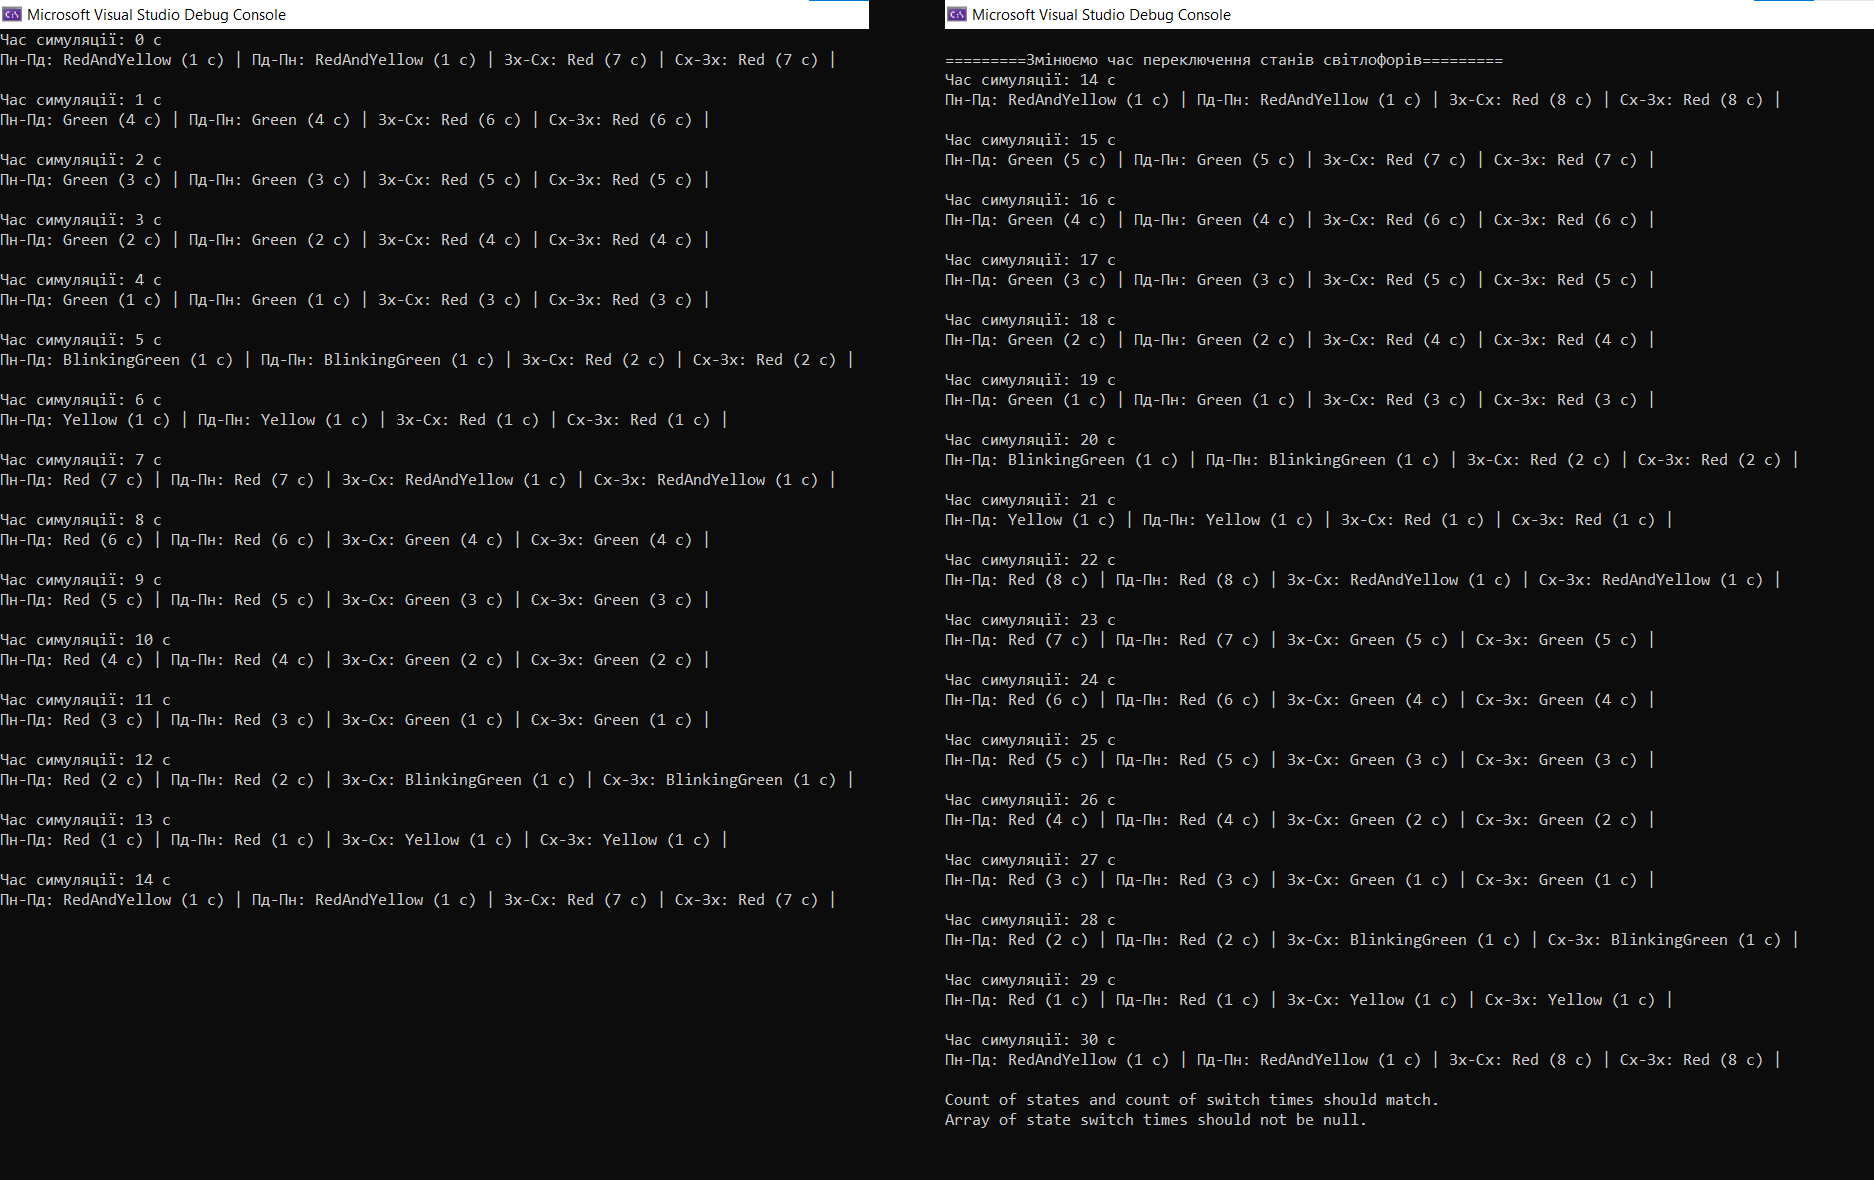 Microsoft Visual Studio Debug Console
Час симуляції: 0 с
Пн-Пд: RedAndYellow (1 с) | Пд-Пн: RedAndYellow (1 с) | Зх-Сх: Red (7 с) | Сх-Зх: Red (7 с) |
Час симуляції: 1 с
Пн-Пд: Green (4 с) | Пд-Пн: Green (4 с) | Зх-Сх: Red (6 с) | Сх-Зх: Red (6 с) |
Час симуляції: 2 с
Пн-Пд: Green (3 с) | Пд-Пн: Green (3 с) | Зх-Сх: Red (5 с) | Сх-Зх: Red (5 с) |
Час симуляції: 3 с
Пн-Пд: Green (2 с) | Пд-Пн: Green (2 с) | Зх-Сх: Red (4 с) | Сх-Зх: Red (4 с) |
Час симуляції: 4 с
Пн-Пд: Green (1 с) | Пд-Пн: Green (1 с) | Зх-Сх: Red (3 с) | Сх-Зх: Red (3 с) |
Час симуляції: 5 с
Пн-Пд: BlinkingGreen (1 с) | Пд-Пн: BlinkingGreen (1 с) | Зх-Сх: Red (2 с) | Сх-Зх: Red (2 с) |
Час симуляції: 6 с
Пн-Пд: Yellow (1 с) | Пд-Пн: Yellow (1 с) | Зх-Сх: Red (1 с) | Сх-Зх: Red (1 с) |
Час симуляції: 7 с
Пн-Пд: Red (7 с) | Пд-Пн: Red (7 с) | Зх-Сх: RedAndYellow (1 с) | Сх-Зх: RedAndYellow (1 с) |
Час симуляції: 8 с
Пн-Пд: Red (6 с) | Пд-Пн: Red (6 с) | Зх-Сх: Green (4 с) | Сх-Зх: Green (4 с) |
Час симуляції: 9 с
Пн-Пд: Red (5 с) | Пд-Пн: Red (5 с) | Зх-Сх: Green (3 с) | Сх-Зх: Green (3 с) |
Час симуляції: 10 с
Пн-Пд: Red (4 с) | Пд-Пн: Red (4 с) | Зх-Сх: Green (2 с) | Сх-Зх: Green (2 с) |
Час симуляції: 11 с
Пн-Пд: Red (3 с) | Пд-Пн: Red (3 с) | Зх-Сх: Green (1 с) | Сх-Зх: Green (1 с) |
Час симуляції: 12 с
Пн-Пд: Red (2 с) | Пд-Пн: Red (2 с) | Зх-Сх: BlinkingGreen (1 с) | Сх-Зх: BlinkingGreen (1 с) |
Час симуляції: 13 с
Пн-Пд: Red (1 с) | Пд-Пн: Red (1 с) | Зх-Сх: Yellow (1 с) | Сх-Зх: Yellow (1 с) |
Час симуляції: 14 с
Пн-Пд: RedAndYellow (1 с) | Пд-Пн: RedAndYellow (1 с) | Зх-Сх: Red (7 с) | Сх-Зх: Red (7 с) |
Microsoft Visual Studio Debug Console
=========Змінюємо час переключення станів світлофорів=========
Час симуляції: 14 с
Пн-Пд: RedAndYellow (1 с) | Пд-Пн: RedAndYellow (1 с) | Зх-Сх: Red (8 с) | Сх-Зх: Red (8 с) |
Час симуляції: 15 с
Пн-Пд: Green (5 с) | Пд-Пн: Green (5 с) | Зх-Сх: Red (7 с) | Сх-Зх: Red (7 с) |
Час симуляції: 16 с
Пн-Пд: Green (4 с) | Пд-Пн: Green (4 с) | Зх-Сх: Red (6 с) | Сх-Зх: Red (6 с) |
Час симуляції: 17 с
Пн-Пд: Green (3 с) | Пд-Пн: Green (3 с) | Зх-Сх: Red (5 с) | Сх-Зх: Red (5 с) |
Час симуляції: 18 с
Пн-Пд: Green (2 с) | Пд-Пн: Green (2 с) | Зх-Сх: Red (4 с) | Сх-Зх: Red (4 с) |
Час симуляції: 19 с
Пн-Пд: Green (1 с) | Пд-Пн: Green (1 с) | Зх-Сх: Red (3 с) | Сх-Зх: Red (3 с) |
Час симуляції: 20 с
Пн-Пд: BlinkingGreen (1 с) | Пд-Пн: BlinkingGreen (1 с) | Зх-Сх: Red (2 с) | Сх-Зх: Red (2 с) |
Час симуляції: 21 с
Пн-Пд: Yellow (1 с) | Пд-Пн: Yellow (1 с) | Зх-Сх: Red (1 с) | Сх-Зх: Red (1 с) |
Час симуляції: 22 с
Пн-Пд: Red (8 с) | Пд-Пн: Red (8 с) | Зх-Сх: RedAndYellow (1 с) | Сх-Зх: RedAndYellow (1 с) |
Час симуляції: 23 с
Пн-Пд: Red (7 с) | Пд-Пн: Red (7 с) | Зх-Сх: Green (5 с) | Сх-Зх: Green (5 с) |
Час симуляції: 24 с
Пн-Пд: Red (6 с) | Пд-Пн: Red (6 с) | Зх-Сх: Green (4 с) | Сх-Зх: Green (4 с) |
Час симуляції: 25 с
Пн-Пд: Red (5 с) | Пд-Пн: Red (5 с) | Зх-Сх: Green (3 с) | Сх-Зх: Green (3 с) |
Час симуляції: 26 с
Пн-Пд: Red (4 с) | Пд-Пн: Red (4 с) | Зх-Сх: Green (2 с) | Сх-Зх: Green (2 с) |
Час симуляції: 27 с
Пн-Пд: Red (3 с) | Пд-Пн: Red (3 с) | Зх-Сх: Green (1 с) | Сх-Зх: Green (1 с) |
Час симуляції: 28 с
Пн-Пд: Red (2 с) | Пд-Пн: Red (2 с) | Зх-Сх: BlinkingGreen (1 с) | Сх-Зх: BlinkingGreen (1 с) |
Час симуляції: 29 с
Пн-Пд: Red (1 с) | Пд-Пн: Red (1 с) | Зх-Сх: Yellow (1 с) | Сх-Зх: Yellow (1 с) |
Час симуляції: 30 с
Пн-Пд: RedAndYellow (1 с) | Пд-Пн: RedAndYellow (1 с) | Зх-Сх: Red (8 с) | Сх-Зх: Red (8 с) |
Count of states and count of switch times should match.
Array of state switch times should not be null.